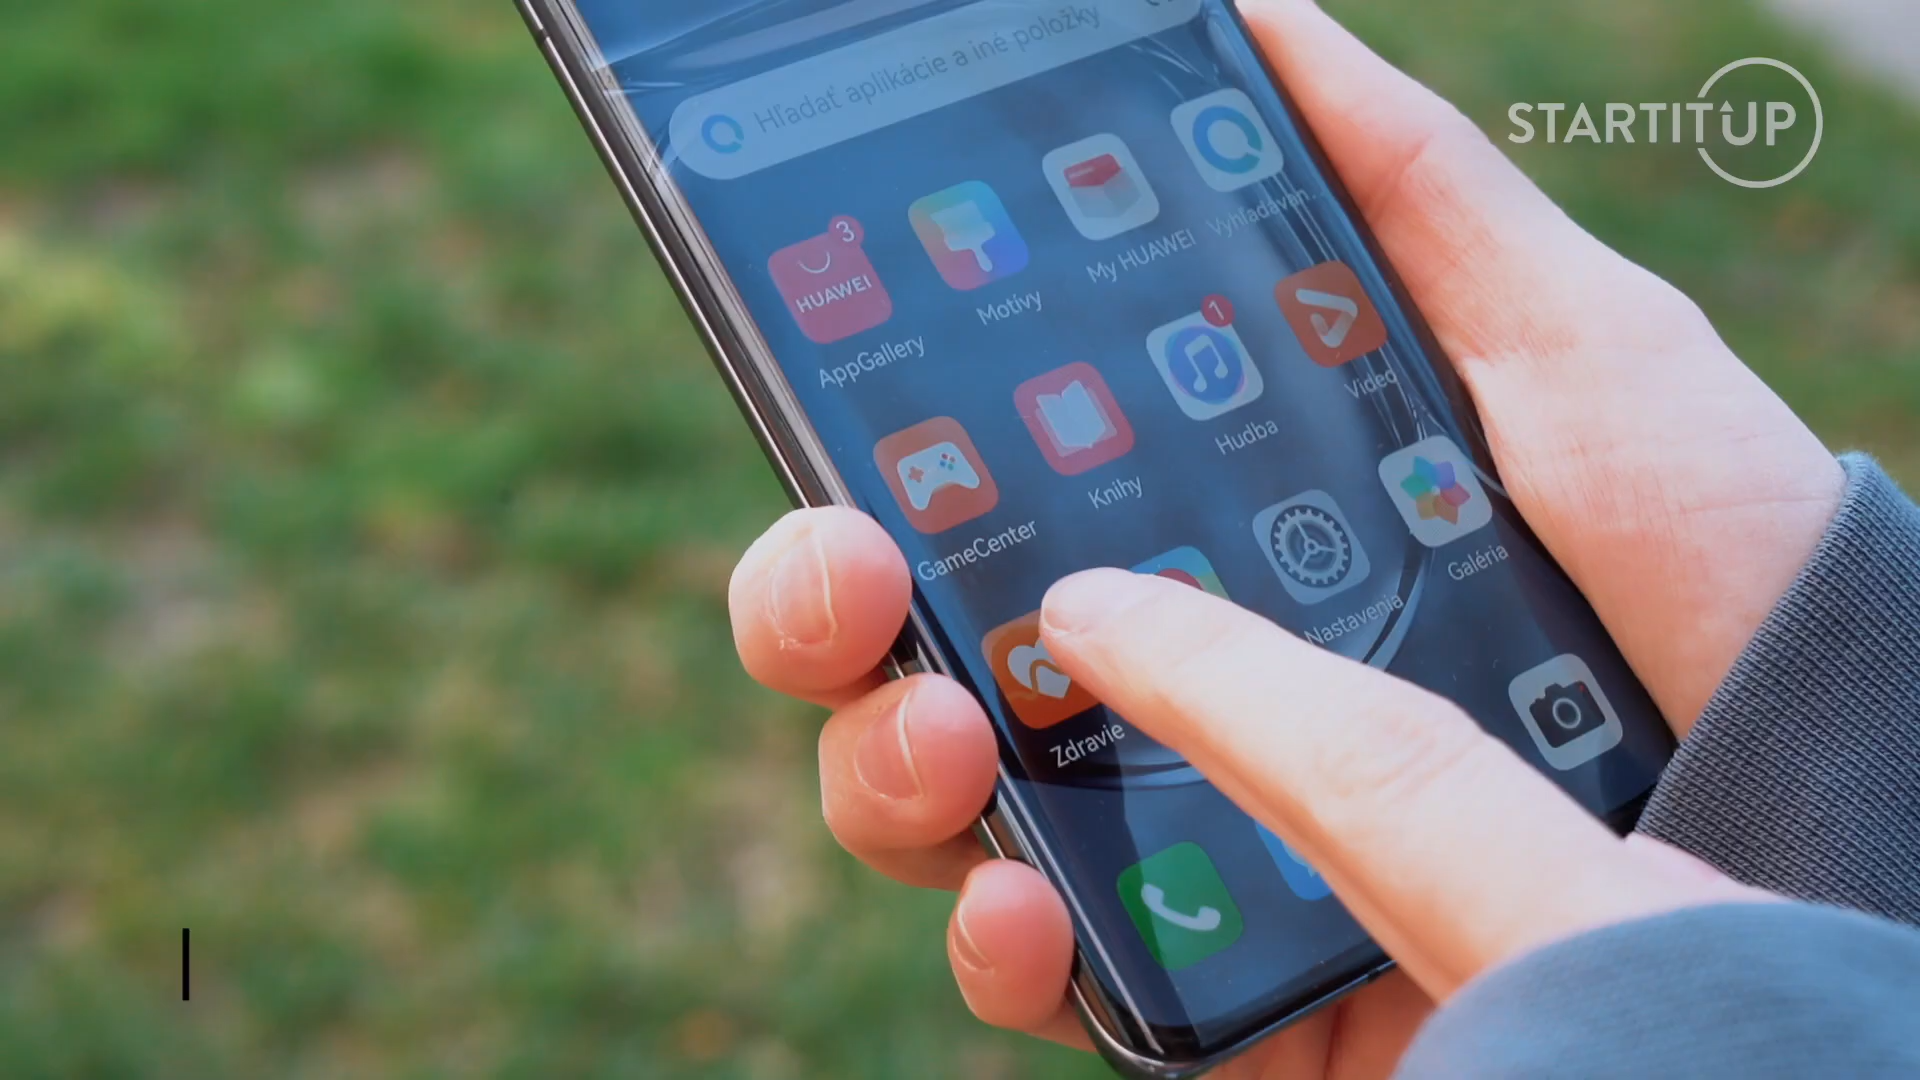 Hľadať aplikácie a iné položky
STARTITUP
3
HUAWEI
AppGallery
Motívy
My HUAWEI
Vyhľadávan...
GameCenter
Knihy
1
Hudba
Video
Zdravie
Nastavenia
Galéria